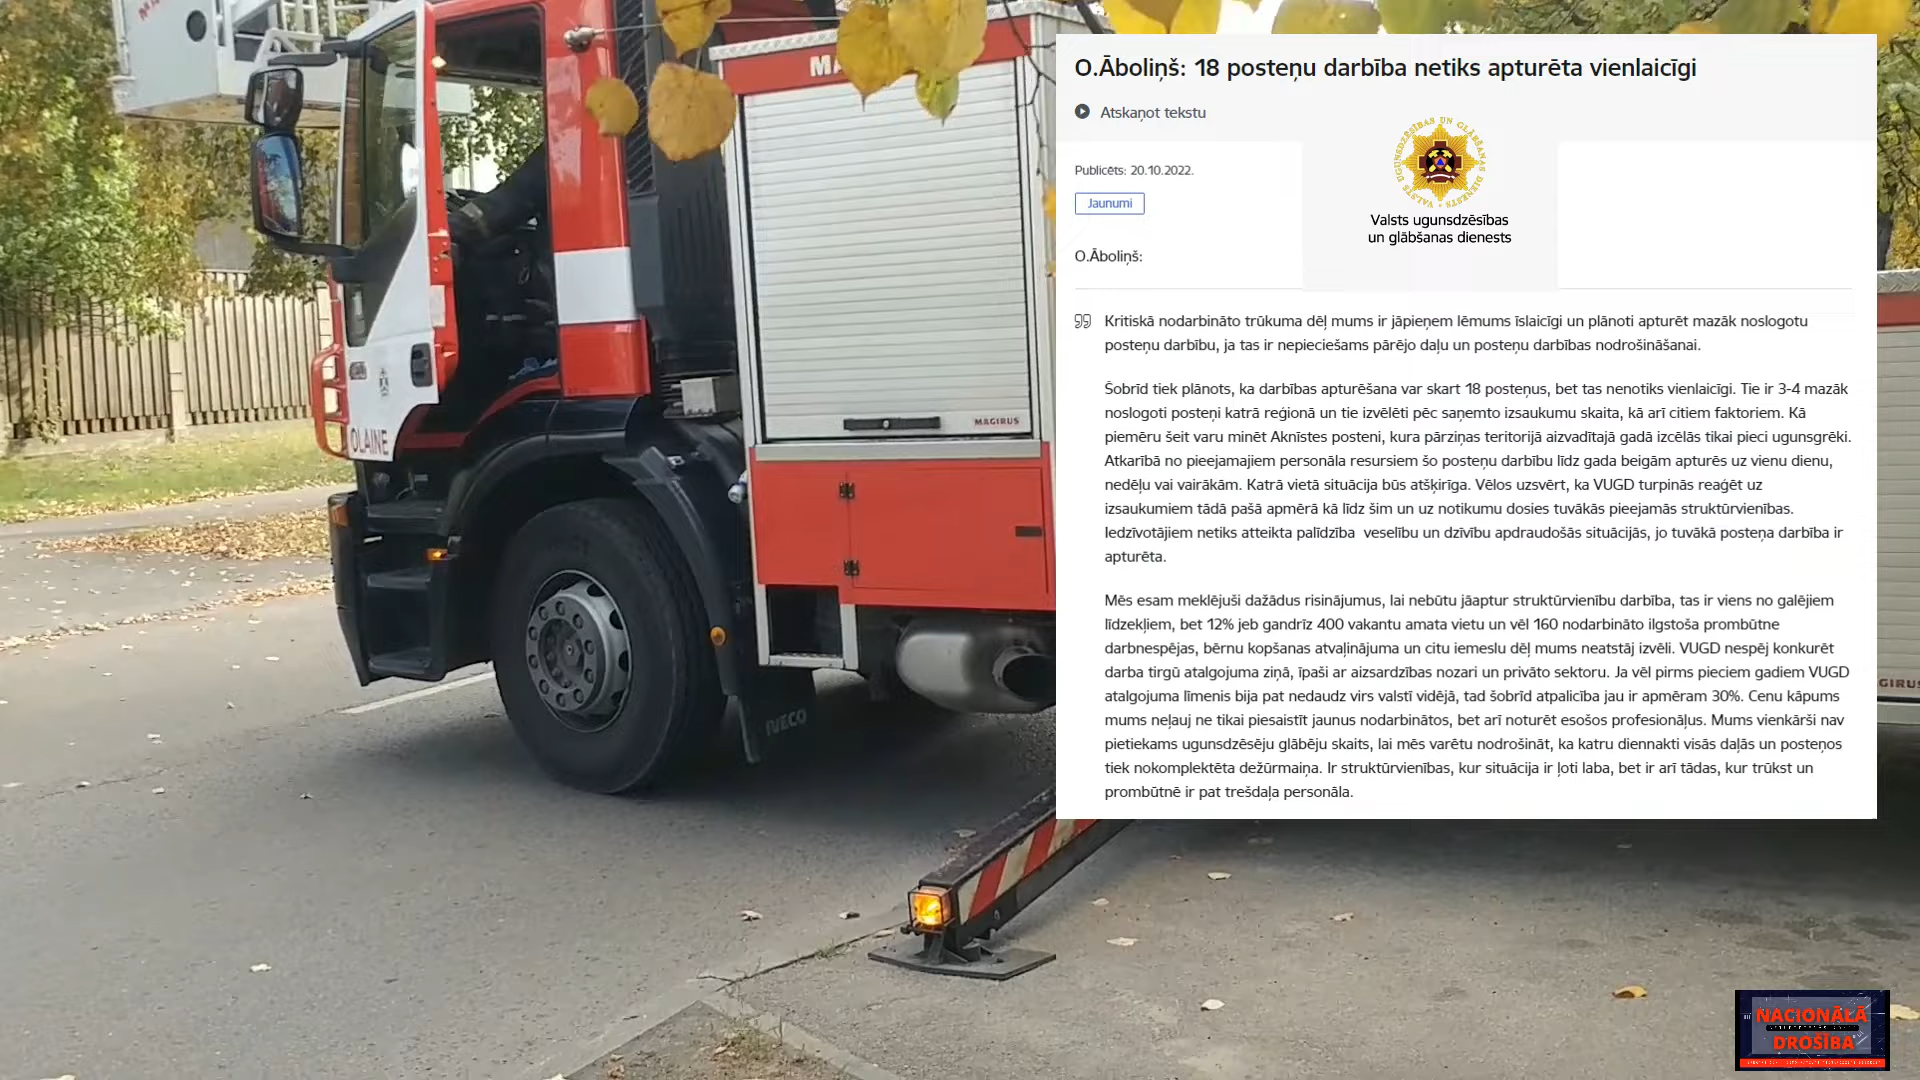 O.Āboliņš: 18 posteņu darbība netiks apturēta vienlaicīgi
Atskaņot tekstu
VALSTS UGUNSDZĒSĪBAS UN GLĀBŠANAS DIENESTS
Publicēts: 20.10.2022.
Jaunumi
Valsts ugunsdzēsības
un glābšanas dienests
O.Āboliņš:
Kritiskā nodarbināto trūkuma dēļ mums ir jāpieņem lēmums īslaicīgi un plānoti apturēt mazāk noslogotu
posteņu darbību, ja tas ir nepieciešams pārējo daļu un posteņu darbības nodrošināšanai.
Šobrīd tiek plānots, ka darbības apturēšana var skart 18 posteņus, bet tas nenotiks vienlaicīgi. Tie ir 3-4 mazāk
noslogoti posteņi katrā reģionā un tie izvēlēti pēc saņemto izsaukumu skaita, kā arī citiem faktoriem. Kā
piemēru šeit varu minēt Aknīstes posteni, kura pārziņas teritorijā aizvadītajā gadā izcēlās tikai pieci ugunsgrēki.
Atkarībā no pieejamajiem personāla resursiem šo posteņu darbību līdz gada beigām apturēs uz vienu dienu,
nedēļu vai vairākām. Katrā vietā situācija būs atšķirīga. Vēlos uzsvērt, ka VUGD turpinās reaģēt uz
izsaukumiem tādā pašā apmērā kā līdz šim un uz notikumu dosies tuvākās pieejamās struktūrvienības.
Iedzīvotājiem netiks atteikta palīdzība  veselību un dzīvību apdraudošās situācijās, jo tuvākā posteņa darbība ir
apturēta.
Mēs esam meklējuši dažādus risinājumus, lai nebūtu jāaptur struktūrvienību darbība, tas ir viens no galējiem
līdzekļiem, bet 12% jeb gandrīz 400 vakantu amata vietu un vēl 160 nodarbināto ilgstoša prombūtne
darbnespējas, bērnu kopšanas atvaļinājuma un citu iemeslu dēļ mums neatstāj izvēli. VUGD nespēj konkurēt
darba tirgū atalgojuma ziņā, īpaši ar aizsardzības nozari un privāto sektoru. Ja vēl pirms pieciem gadiem VUGD
atalgojuma līmenis bija pat nedaudz virs valstī vidējā, tad šobrīd atpalicība jau ir apmēram 30%. Cenu kāpums
mums neļauj ne tikai piesaistīt jaunus nodarbinātos, bet arī noturēt esošos profesionāļus. Mums vienkārši nav
pietiekams ugunsdzēsēju glābēju skaits, lai mēs varētu nodrošināt, ka katru diennakti visās daļās un posteņos
tiek nokomplektēta dežūrmaiņa. Ir struktūrvienības, kur situācija ir ļoti laba, bet ir arī tādas, kur trūkst un
prombūtnē ir pat trešdaļa personāla.
MA
MAGIRUS
OLAINE
IVECO
GIRUS
NACIONĀLĀ
DROŠĪBA